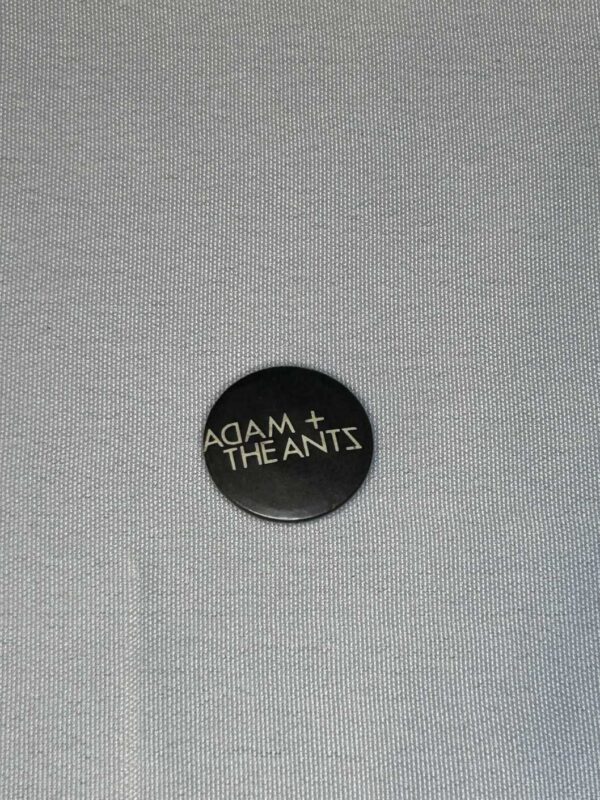 ADAM +
THE ANTZ